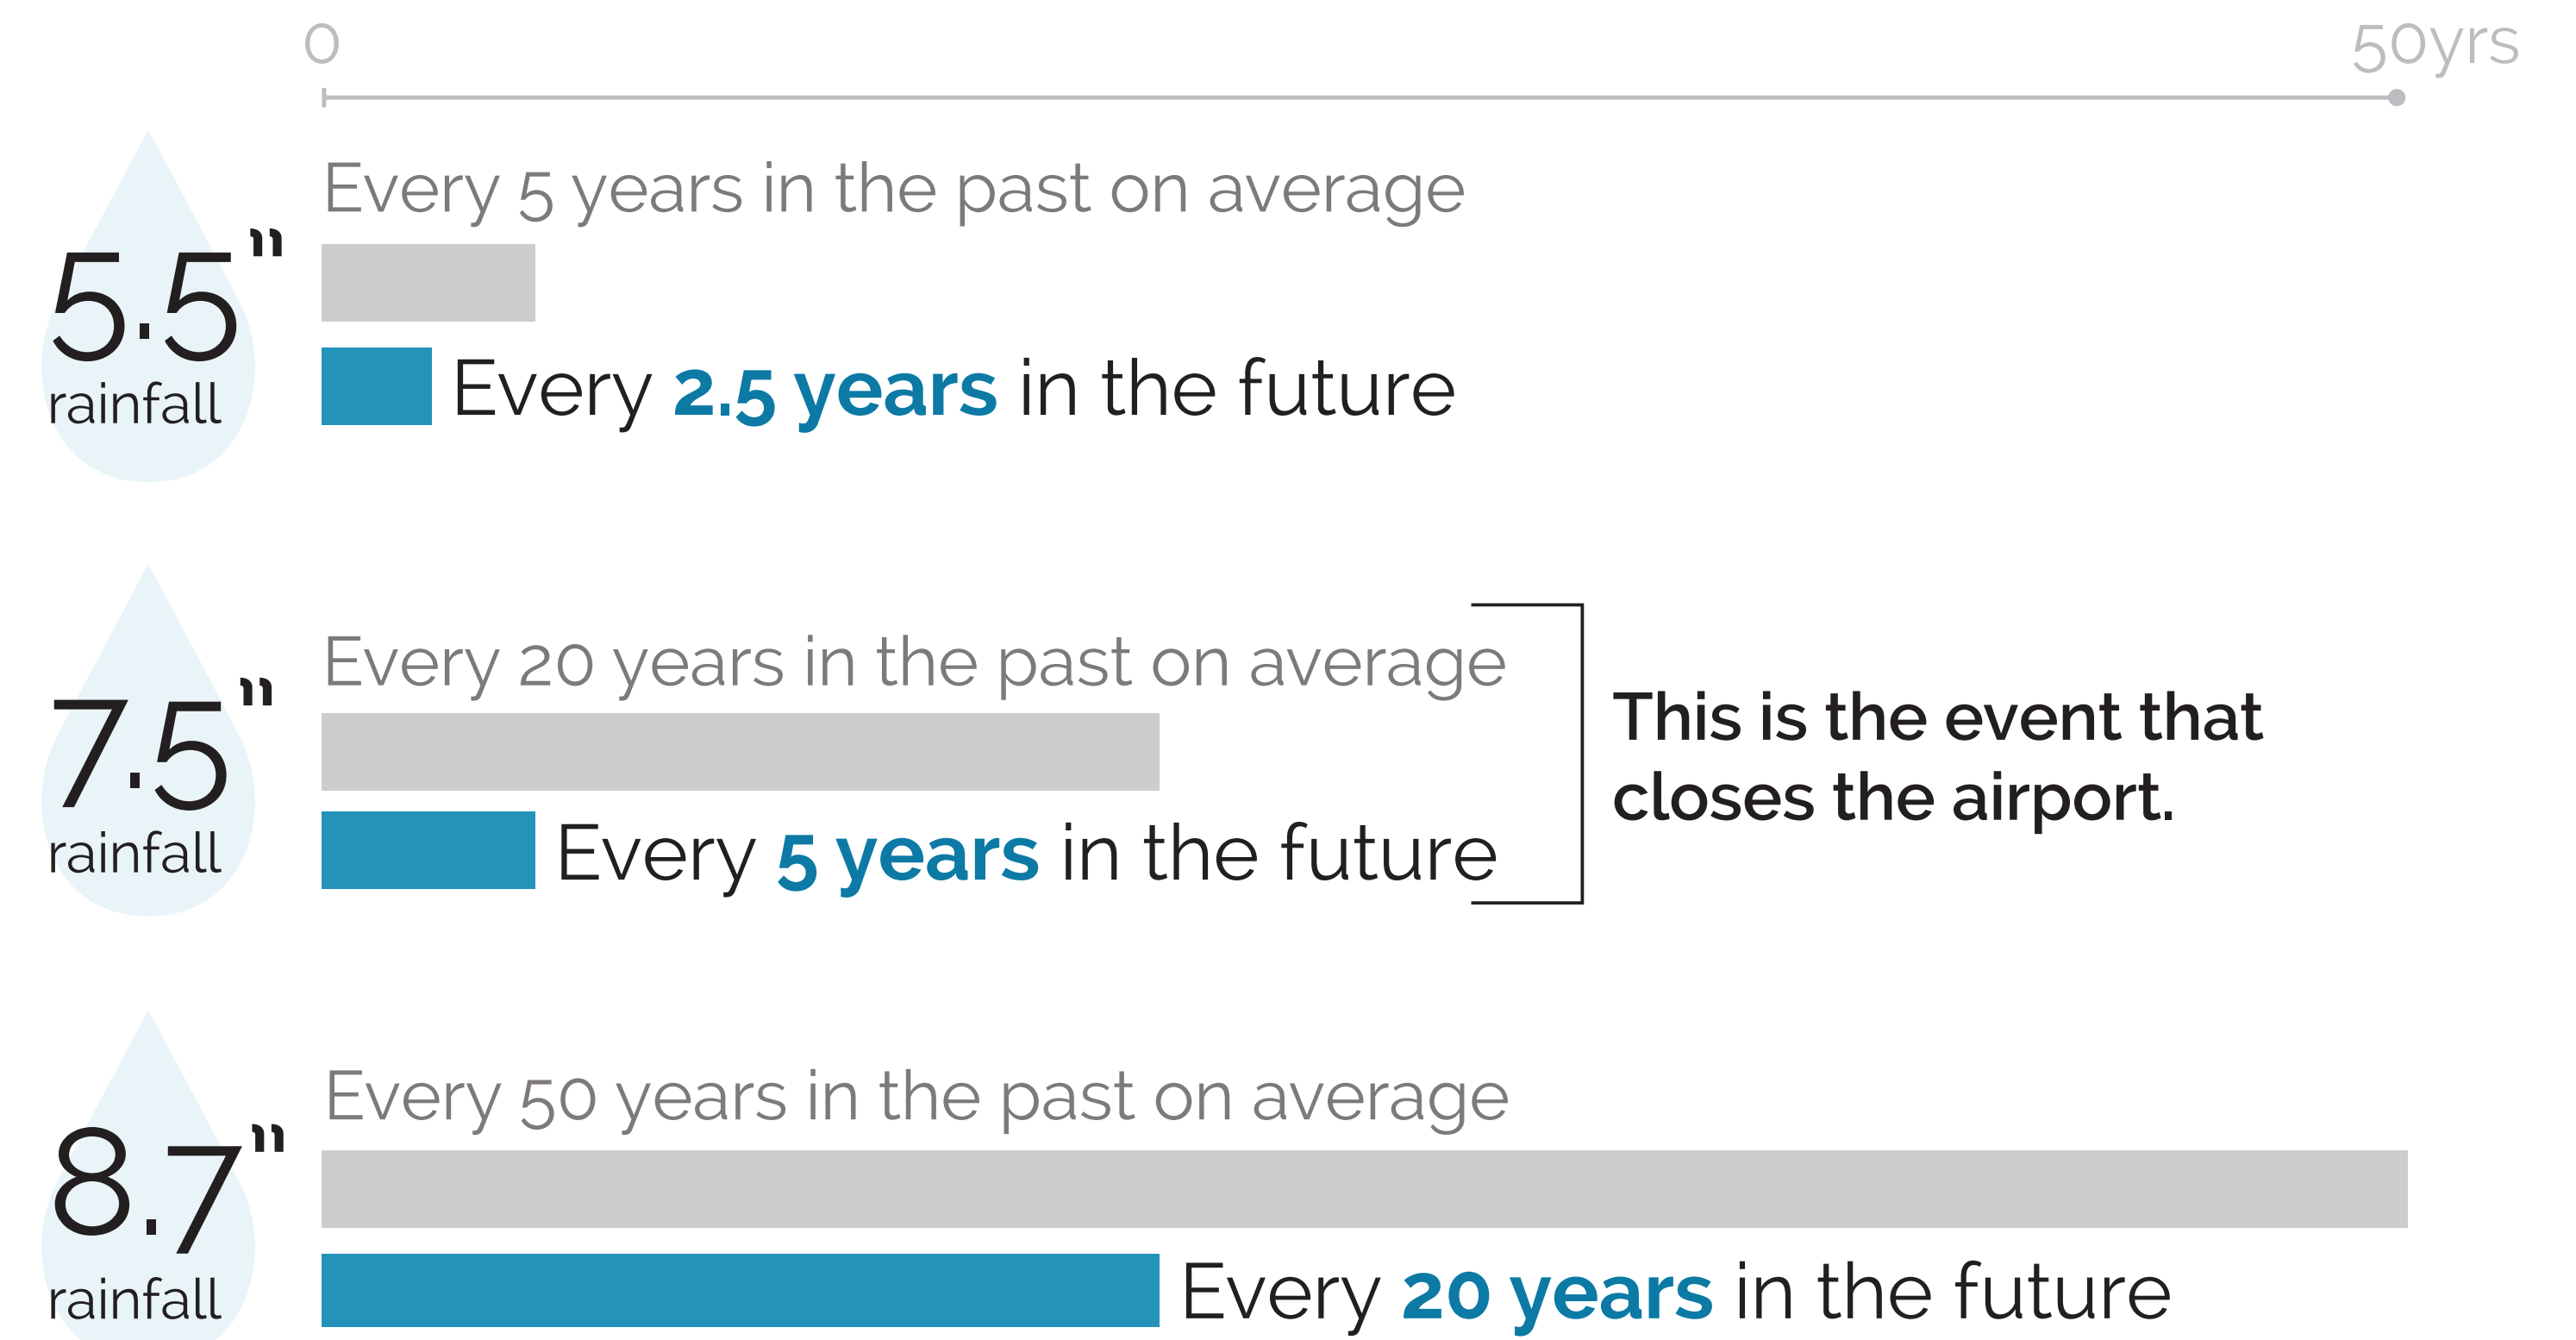 0
50yrs
Every 5 years in the past on average
5.5"
rainfall
Every 2.5 years in the future
Every 20 years in the past on average
7.5"
rainfall
Every 5 years in the future
This is the event that
closes the airport.
Every 50 years in the past on average
8.7"
rainfall
Every 20 years in the future